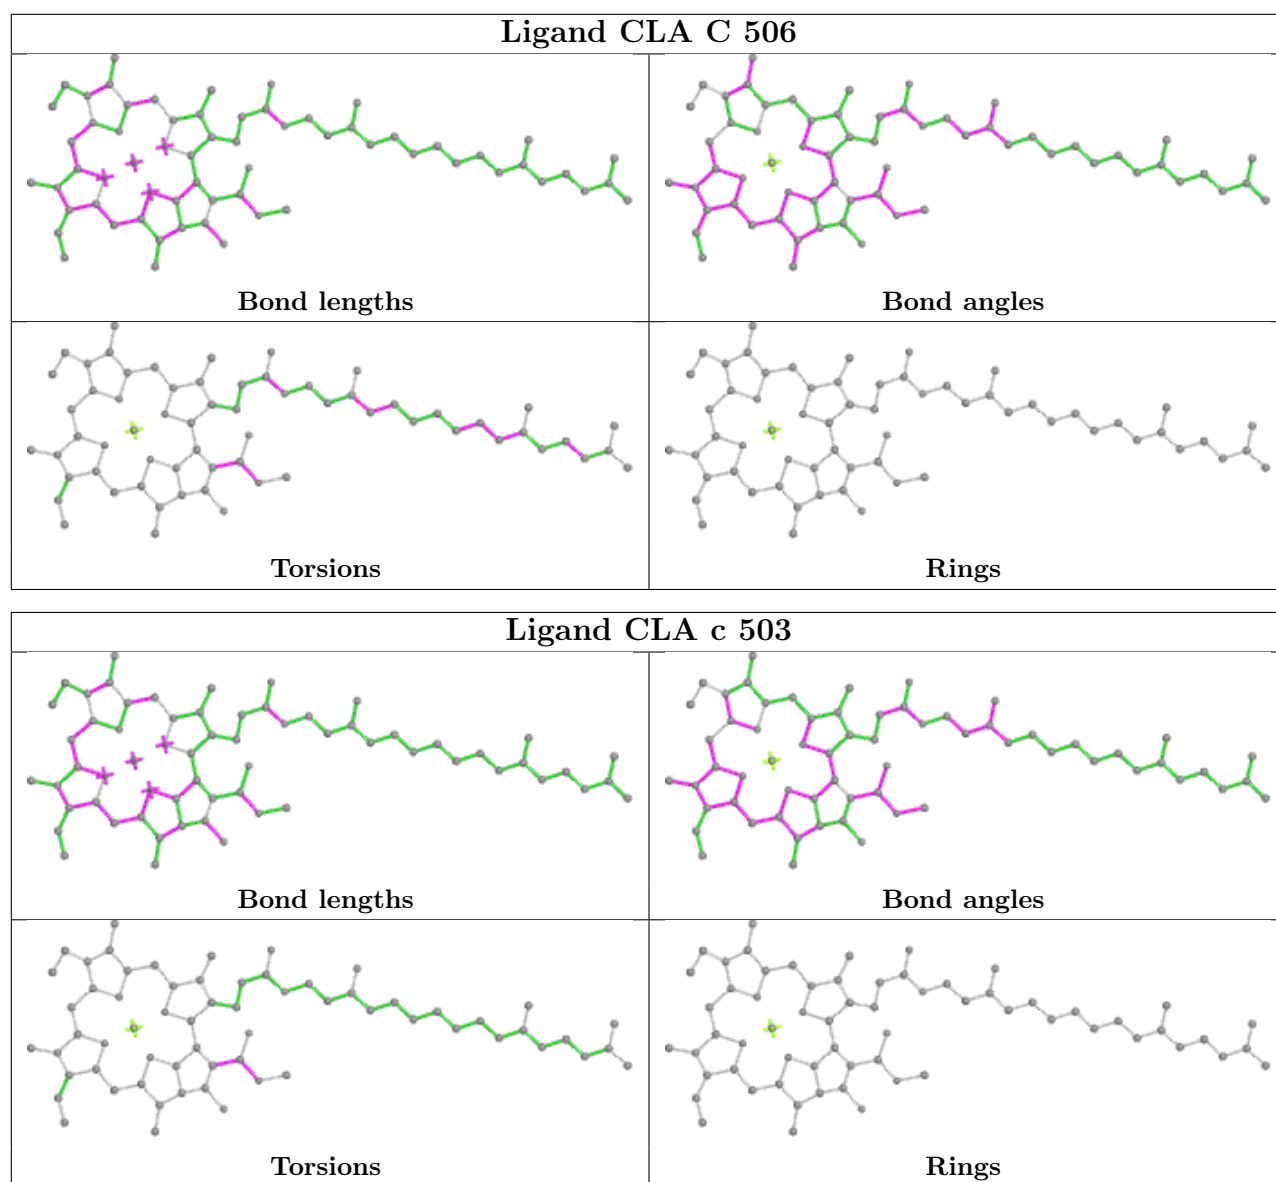 Ligand CLA C 506
Bond lengths
Bond angles
Torsions
Rings
Ligand CLA c 503
Bond lengths
Bond angles
Torsions
Rings